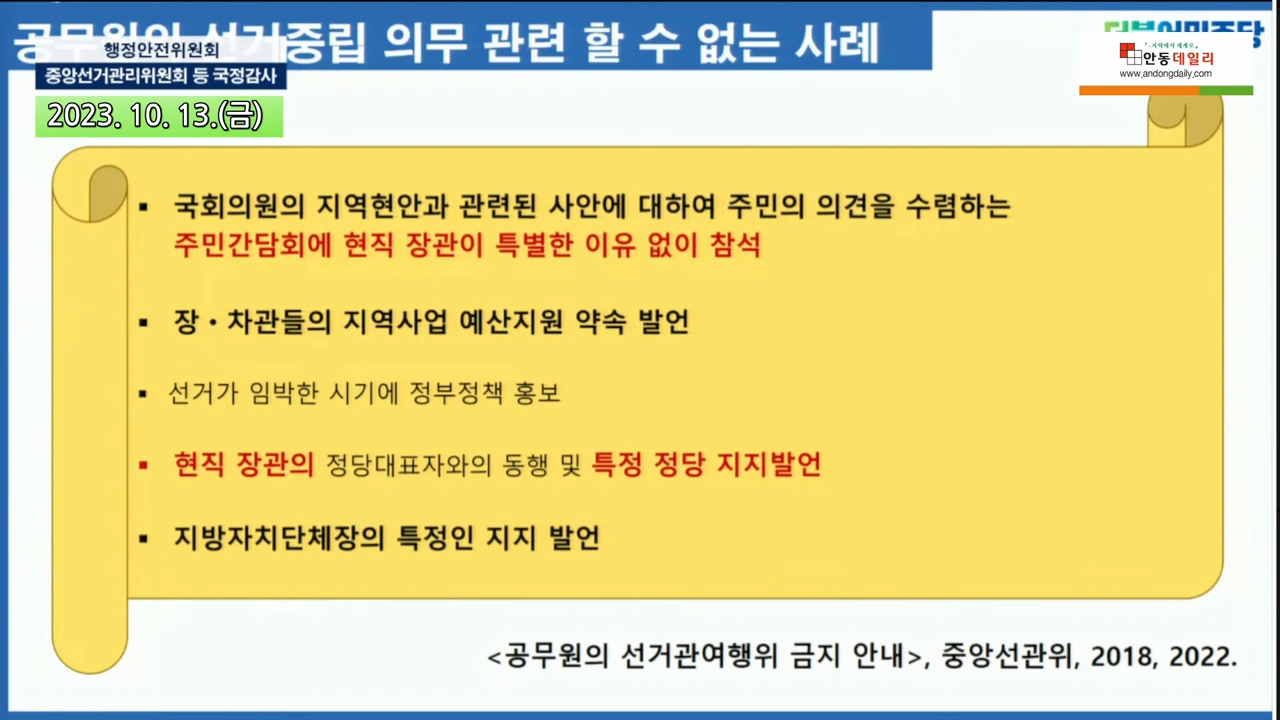 공무원의 선거중립 의무 관련 할 수 없는 사례
행정안전위원회
중앙선거관리위원회 등 국정감사
2023. 10. 13.(금)
더불어민주당
안동데일리
www.andongdaily.com
▪ 국회의원의 지역현안과 관련된 사안에 대하여 주민의 의견을 수렴하는
주민간담회에 현직 장관이 특별한 이유 없이 참석
▪ 장・차관들의 지역사업 예산지원 약속 발언
▪ 선거가 임박한 시기에 정부정책 홍보
▪ 현직 장관의 정당대표자와의 동행 및 특정 정당 지지발언
▪ 지방자치단체장의 특정인 지지 발언
<공무원의 선거관여행위 금지 안내>, 중앙선관위, 2018, 2022.